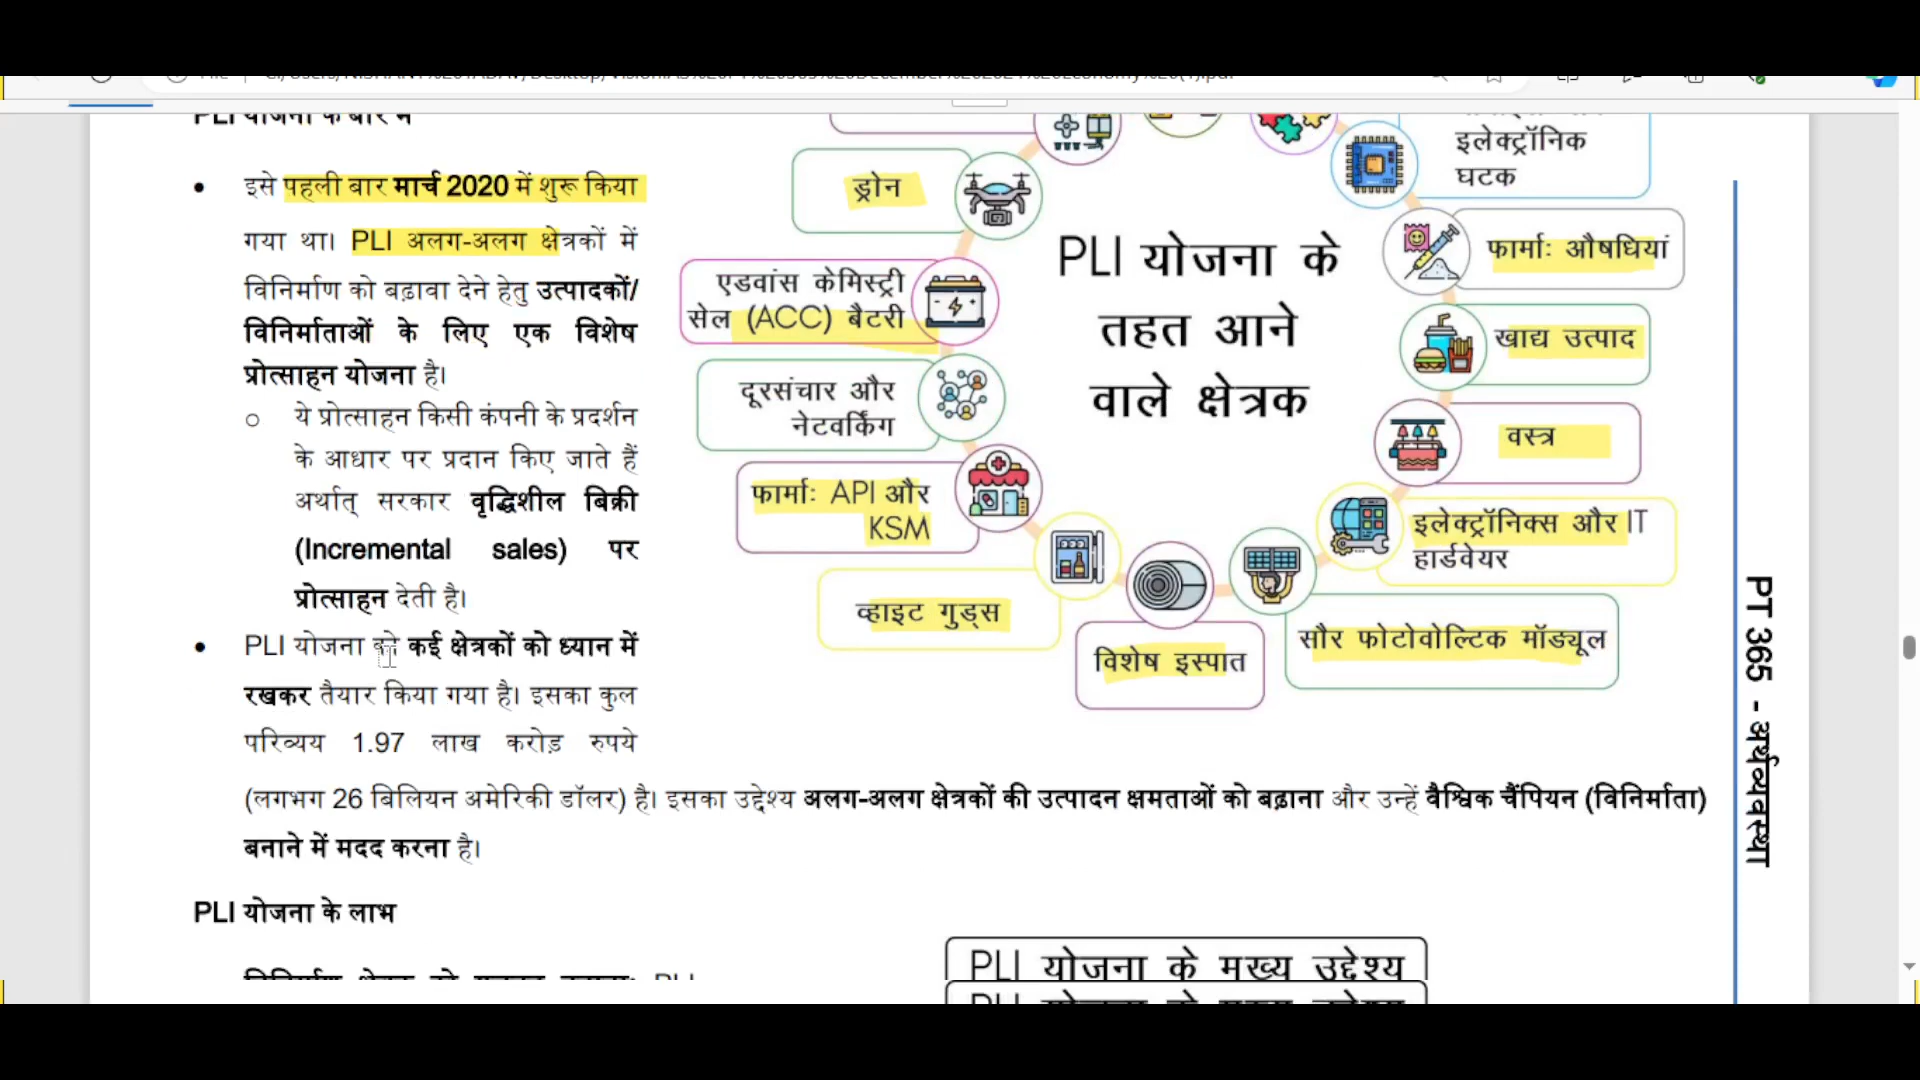 PLI योजना के बारे में
• इसे पहली बार मार्च 2020 में शुरू किया
गया था। PLI अलग-अलग क्षेत्रकों में
विनिर्माण को बढ़ावा देने हेतु उत्पादकों/
विनिर्माताओं के लिए एक विशेष
प्रोत्साहन योजना है।
o ये प्रोत्साहन किसी कंपनी के प्रदर्शन
के आधार पर प्रदान किए जाते हैं
अर्थात् सरकार वृद्धिशील बिक्री
(Incremental sales) पर
प्रोत्साहन देती है।
• PLI योजना को कई क्षेत्रकों को ध्यान में
रखकर तैयार किया गया है। इसका कुल
परिव्यय 1.97 लाख करोड़ रुपये
(लगभग 26 बिलियन अमेरिकी डॉलर) है। इसका उद्देश्य अलग-अलग क्षेत्रकों की उत्पादन क्षमताओं को बढ़ाना और उन्हें वैश्विक चैंपियन (विनिर्माता)
बनाने में मदद करना है।
PLI योजना के लाभ
PLI योजना के
तहत आने
वाले क्षेत्रक
इलेक्ट्रॉनिक
घटक
फार्मा: औषधियां
खाद्य उत्पाद
वस्त्र
इलेक्ट्रॉनिक्स और IT
हार्डवेयर
सौर फोटोवोल्टिक मॉड्यूल
विशेष इस्पात
व्हाइट गुड्स
फार्मा: API और
KSM
दूरसंचार और
नेटवर्किंग
एडवांस केमिस्ट्री
सेल (ACC) बैटरी
ड्रोन
PLI योजना के मुख्य उद्देश्य
PT 365 - अर्थव्यवस्था